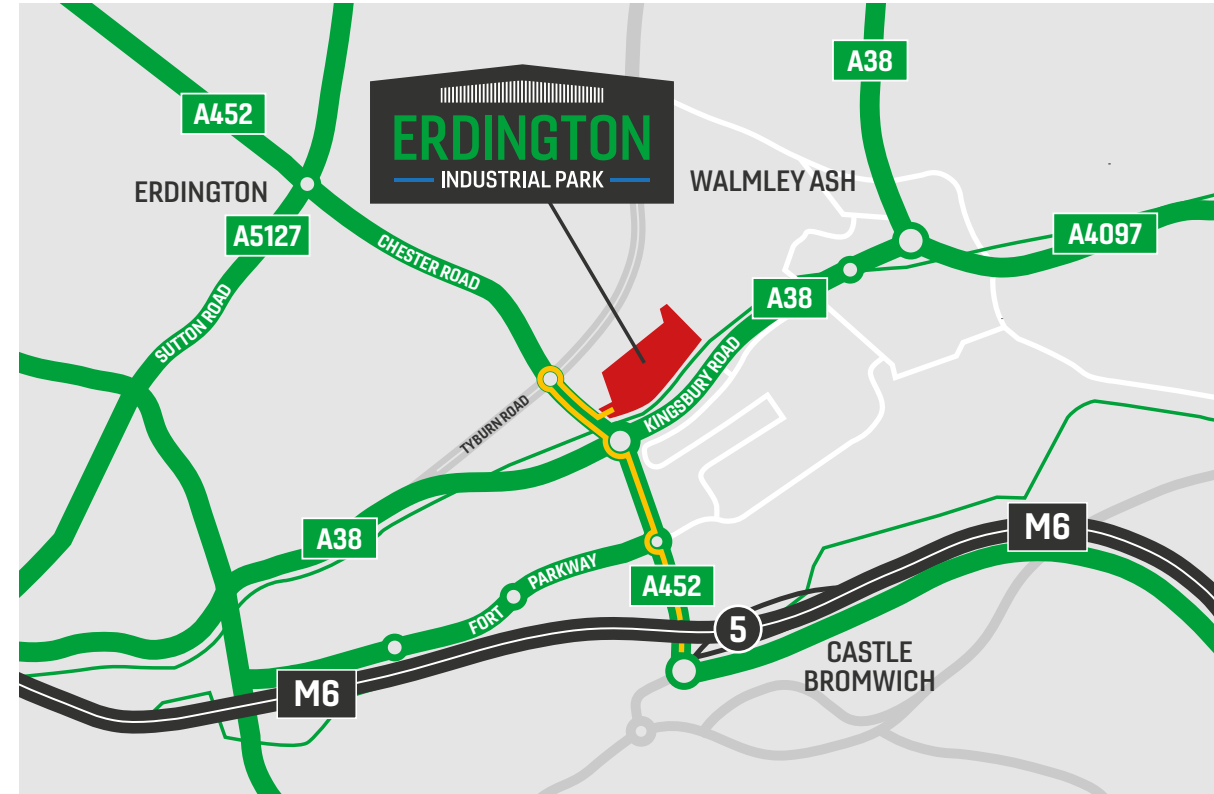 A38
A452
ERDINGTON
INDUSTRIAL PARK
ERDINGTON
WALMLEY ASH
A5127
A4097
CHESTER ROAD
A38
SUTTON ROAD
KINGSBURY ROAD
TYBURN ROAD
A38
M6
PARKWAY
FORT
A452
5
CASTLE
BROMWICH
M6